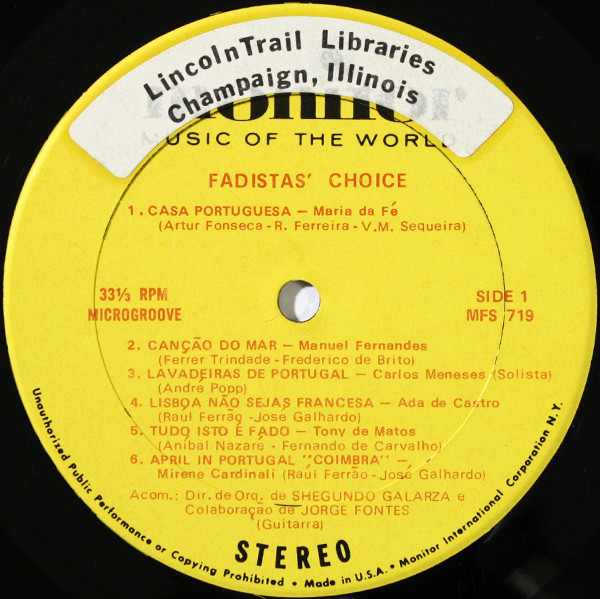 LincolnTrail Libraries
Champaign, Illinois
MUSIC OF THE WORLD
FADISTAS' CHOICE
1. CASA PORTUGUESA — Maria da Fé
(Artur Fonseca - R. Ferreira - V.M. Sequeira)
33⅓ RPM
MICROGROOVE
SIDE 1
MFS 719
2. CANÇÃO DO MAR — Manuel Fernandes
(Ferrer Trindade - Frederico de Brito)
3. LAVADEIRAS DE PORTUGAL — Carlos Meneses (Solista)
(André Popp)
4. LISBOA NÃO SEJAS FRANCESA — Ada de Castro
(Raul Ferrão - José Galhardo)
5. TUDO ISTO É FADO — Tony de Matos
(Anibal Nazaré - Fernando de Carvalho)
6. APRIL IN PORTUGAL "COIMBRA" —
Mirene Cardinali (Raúl Ferrão - José Galhardo)
Acom.: Dir. de Orq. de SHEGUNDO GALARZA e
Colaboração de JORGE FONTES
(Guitarra)
STEREO
Unauthorized Public Performance or Copying Prohibited • Made in U.S.A. • Monitor International Corporation N.Y.